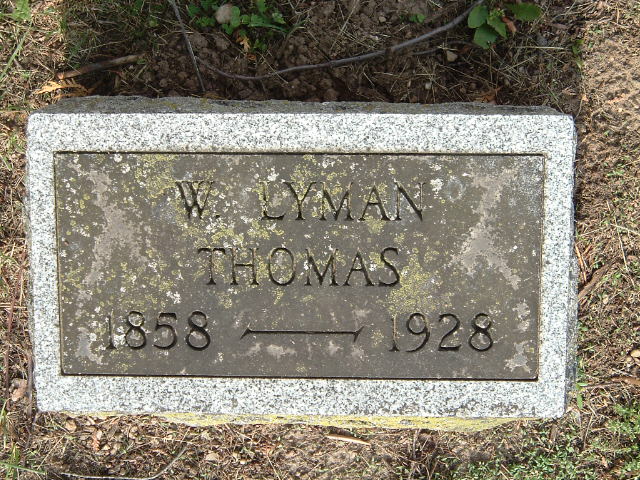 W. LYMAN
THOMAS
1858 — 1928